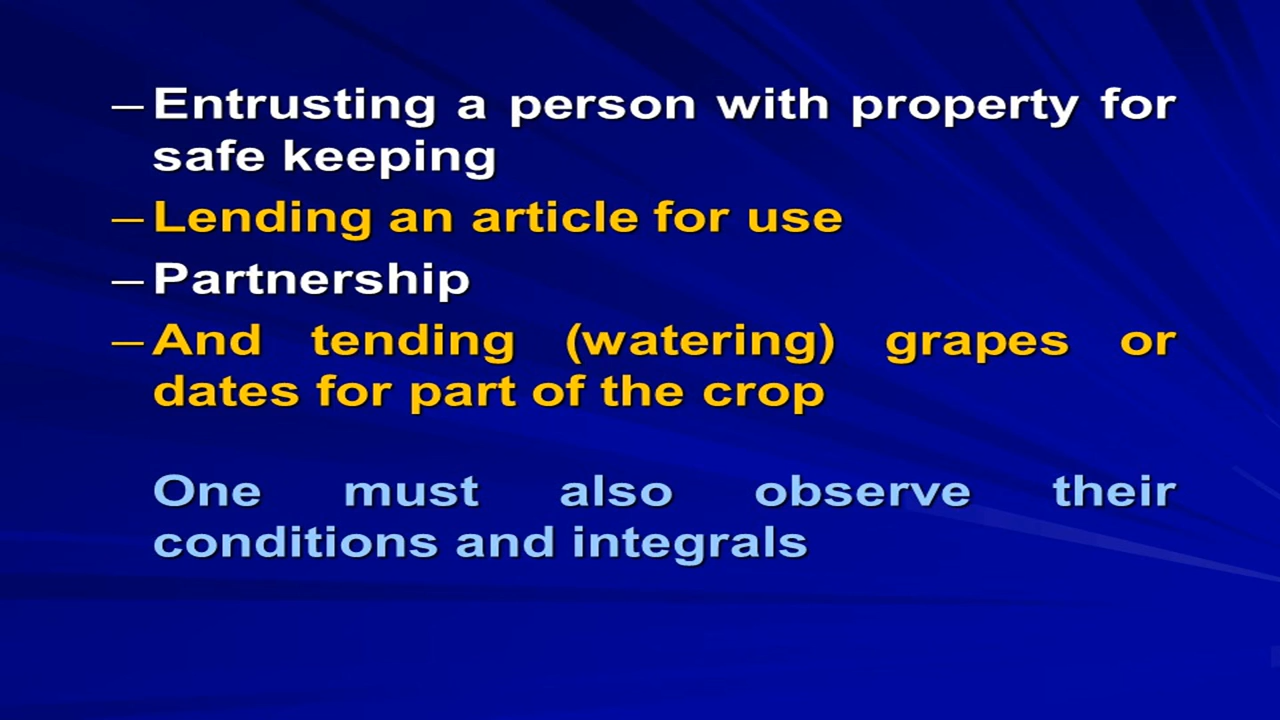 – Entrusting a person with property for
safe keeping
– Lending an article for use
– Partnership
– And tending (watering) grapes or
dates for part of the crop
One must also observe their
conditions and integrals